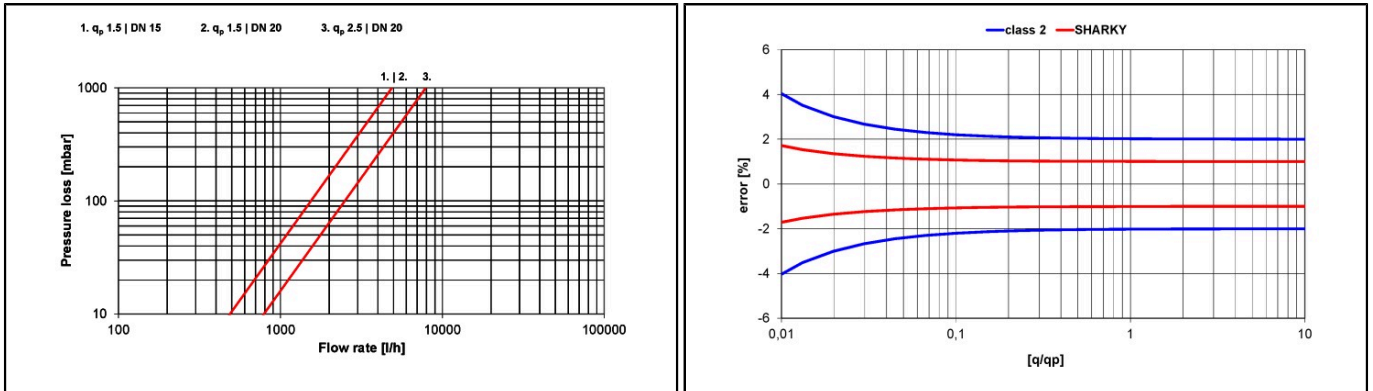 1. qp 1.5 | DN 15 2. qp 1.5 | DN 20 3. qp 2.5 | DN 20
1. | 2. 3.
1000
100
10
Pressure loss [mbar]
100 1000 10000 100000
Flow rate [l/h]
class 2 SHARKY
6
4
2
0
-2
-4
-6
error [%]
0,01 0,1 1 10
[q/qp]